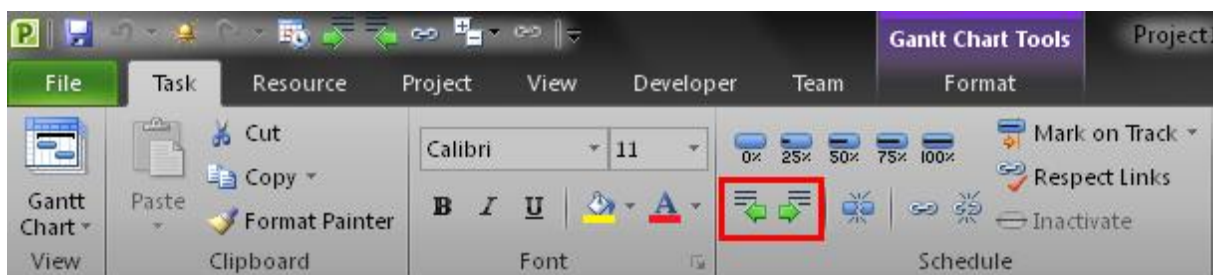 Gantt Chart Tools Project
File Task Resource Project View Developer Team Format
Gantt Chart
Paste
Cut
Copy
Format Painter
Calibri 11
B I U A
0% 25% 50% 75% 100%
Mark on Track
Respect Links
Inactivate
View Clipboard Font Schedule